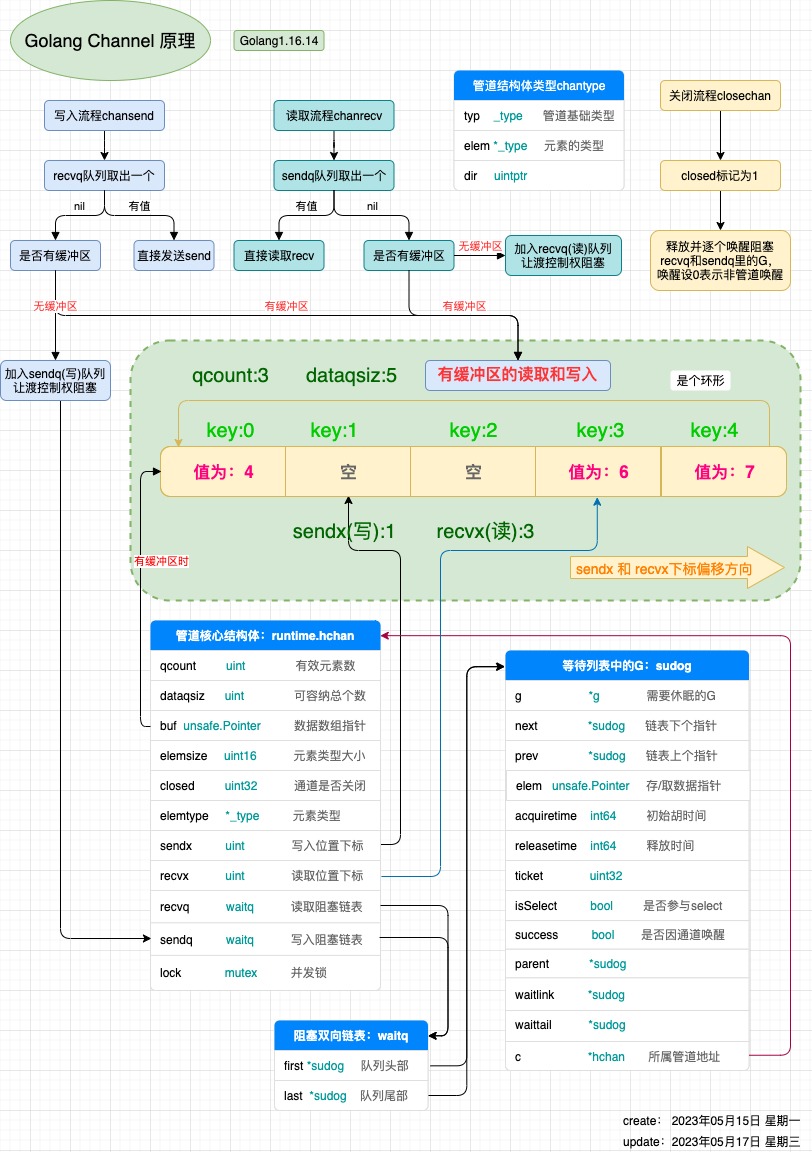 Golang Channel 原理
Golang1.16.14
写入流程chansend
recvq队列取出一个
nil
有值
是否有缓冲区
直接发送send
读取流程chanrecv
sendq队列取出一个
有值
nil
直接读取recv
是否有缓冲区
无缓冲区
加入recvq(读)队列
让渡控制权阻塞
管道结构体类型chantype
typ _type 管道基础类型
elem *_type 元素的类型
dir uintptr
关闭流程closechan
closed标记为1
释放并逐个唤醒阻塞
recvq和sendq里的G,
唤醒设0表示非管道唤醒
无缓冲区
有缓冲区
有缓冲区
加入sendq(写)队列
让渡控制权阻塞
qcount:3
dataqsiz:5
有缓冲区的读取和写入
是个环形
key:0
key:1
key:2
key:3
key:4
值为：4
空
空
值为：6
值为：7
sendx(写):1
recvx(读):3
有缓冲区时
sendx 和 recvx下标偏移方向
管道核心结构体：runtime.hchan
qcount uint 有效元素数
dataqsiz uint 可容纳总个数
buf unsafe.Pointer 数据数组指针
elemsize uint16 元素类型大小
closed uint32 通道是否关闭
elemtype *_type 元素类型
sendx uint 写入位置下标
recvx uint 读取位置下标
recvq waitq 读取阻塞链表
sendq waitq 写入阻塞链表
lock mutex 并发锁
等待列表中的G：sudog
g *g 需要休眠的G
next *sudog 链表下个指针
prev *sudog 链表上个指针
elem unsafe.Pointer 存/取数据指针
acquiretime int64 初始胡时间
releasetime int64 释放时间
ticket uint32
isSelect bool 是否参与select
success bool 是否因通道唤醒
parent *sudog
waitlink *sudog
waittail *sudog
c *hchan 所属管道地址
阻塞双向链表：waitq
first *sudog 队列头部
last *sudog 队列尾部
create： 2023年05月15日 星期一
update：2023年05月17日 星期三